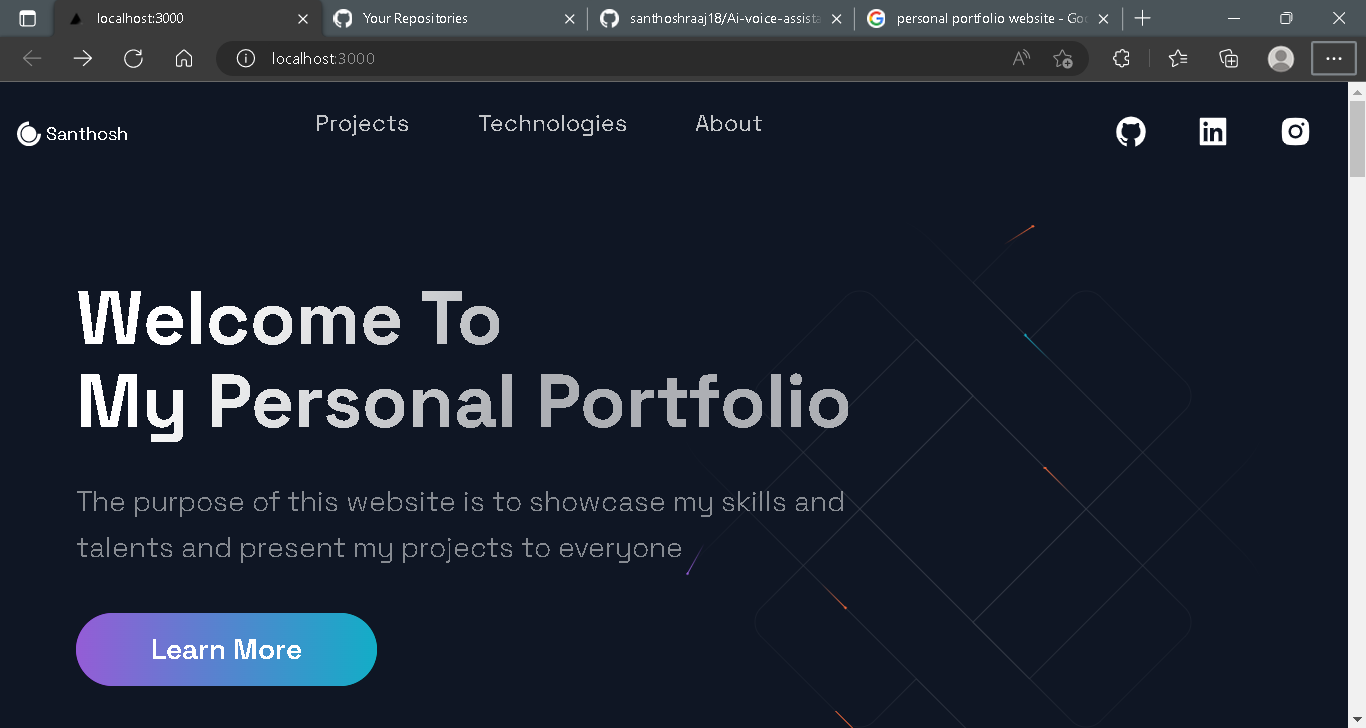 localhost:3000
Your Repositories
santhoshraaj18/Ai-voice-assista
personal portfolio website - Goo
localhost:3000
Santhosh
Projects
Technologies
About
Welcome To
My Personal Portfolio
The purpose of this website is to showcase my skills and
talents and present my projects to everyone
Learn More